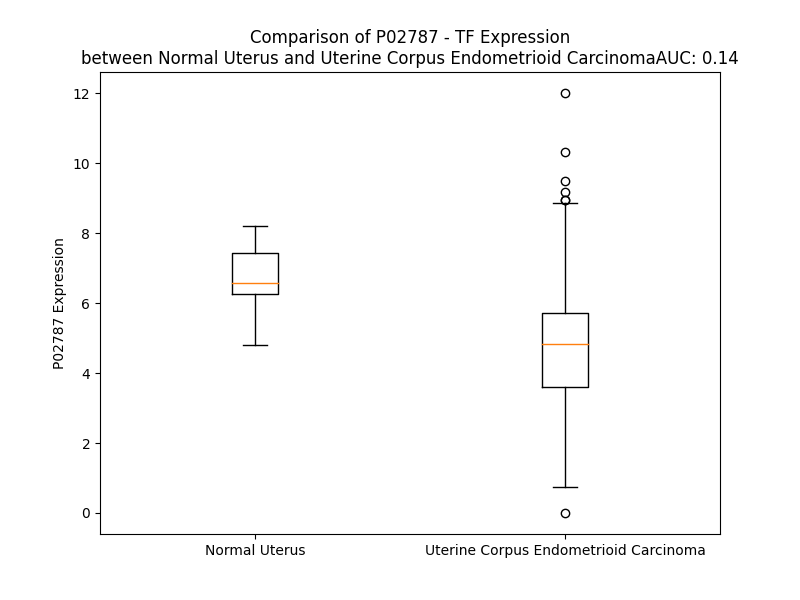 Comparison of P02787 - TF Expression
between Normal Uterus and Uterine Corpus Endometrioid CarcinomaAUC: 0.14
12
10
8
6
4
2
0
P02787 Expression
Normal Uterus
Uterine Corpus Endometrioid Carcinoma